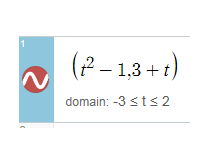 1
(t² − 1,3 + t)
domain: -3 ≤ t ≤ 2